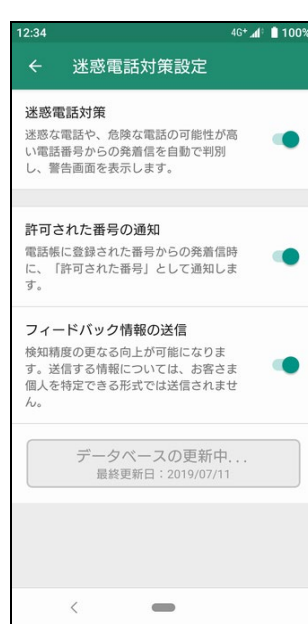 12:34 4G+ 100%
← 迷惑電話対策設定
迷惑電話対策
迷惑な電話や、危険な電話の可能性が高
い電話番号からの発着信を自動で判別
し、警告画面を表示します。
許可された番号の通知
電話帳に登録された番号からの発着信時
に、「許可された番号」として通知しま
す。
フィードバック情報の送信
検知精度の更なる向上が可能になりま
す。送信する情報については、お客さま
個人を特定できる形式では送信されませ
ん。
データベースの更新中...
最終更新日：2019/07/11